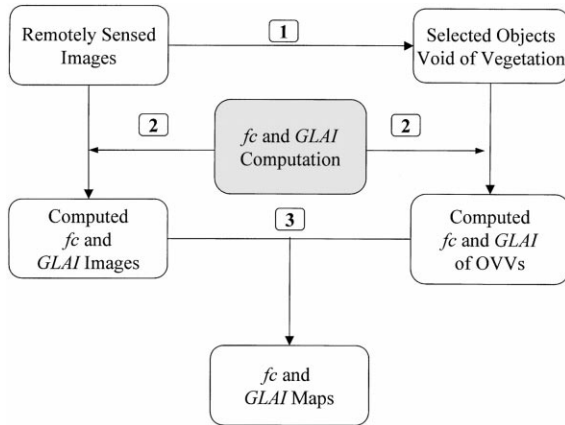 Remotely Sensed
Images
1
Selected Objects
Void of Vegetation
2
fc and GLAI
Computation
2
Computed
fc and
GLAI Images
3
Computed
fc and GLAI
of OVVs
fc and
GLAI Maps